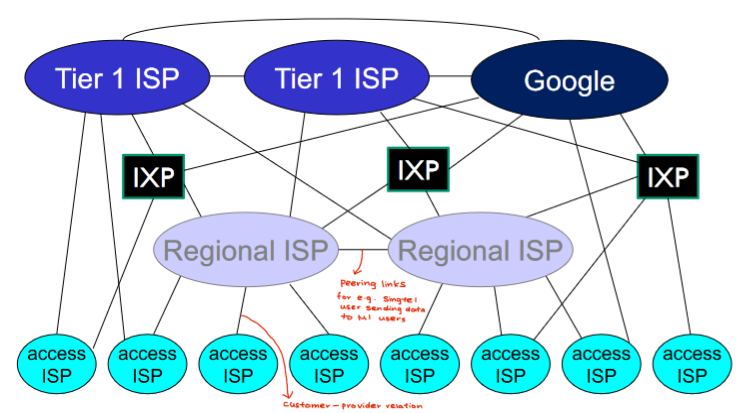 Tier 1 ISP
Tier 1 ISP
Google
IXP
IXP
IXP
Regional ISP
Regional ISP
peering links
for e.g. Singtel
user sending data
to M1 users
access
ISP
access
ISP
access
ISP
access
ISP
access
ISP
access
ISP
access
ISP
access
ISP
customer - provider relation